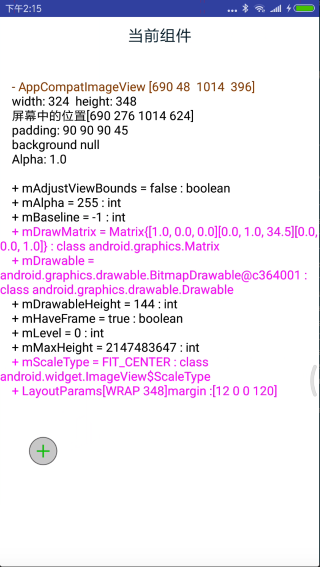 下午2:15
当前组件
- AppCompatImageView [690 48 1014 396]
width: 324 height: 348
屏幕中的位置[690 276 1014 624]
padding: 90 90 90 45
background null
Alpha: 1.0
+ mAdjustViewBounds = false : boolean
+ mAlpha = 255 : int
+ mBaseline = -1 : int
+ mDrawMatrix = Matrix{[1.0, 0.0, 0.0][0.0, 1.0, 34.5][0.0,
0.0, 1.0]} : class android.graphics.Matrix
+ mDrawable =
android.graphics.drawable.BitmapDrawable@c364001 :
class android.graphics.drawable.Drawable
+ mDrawableHeight = 144 : int
+ mHaveFrame = true : boolean
+ mLevel = 0 : int
+ mMaxHeight = 2147483647 : int
+ mScaleType = FIT_CENTER : class
android.widget.ImageView$ScaleType
+ LayoutParams[WRAP 348]margin :[12 0 0 120]